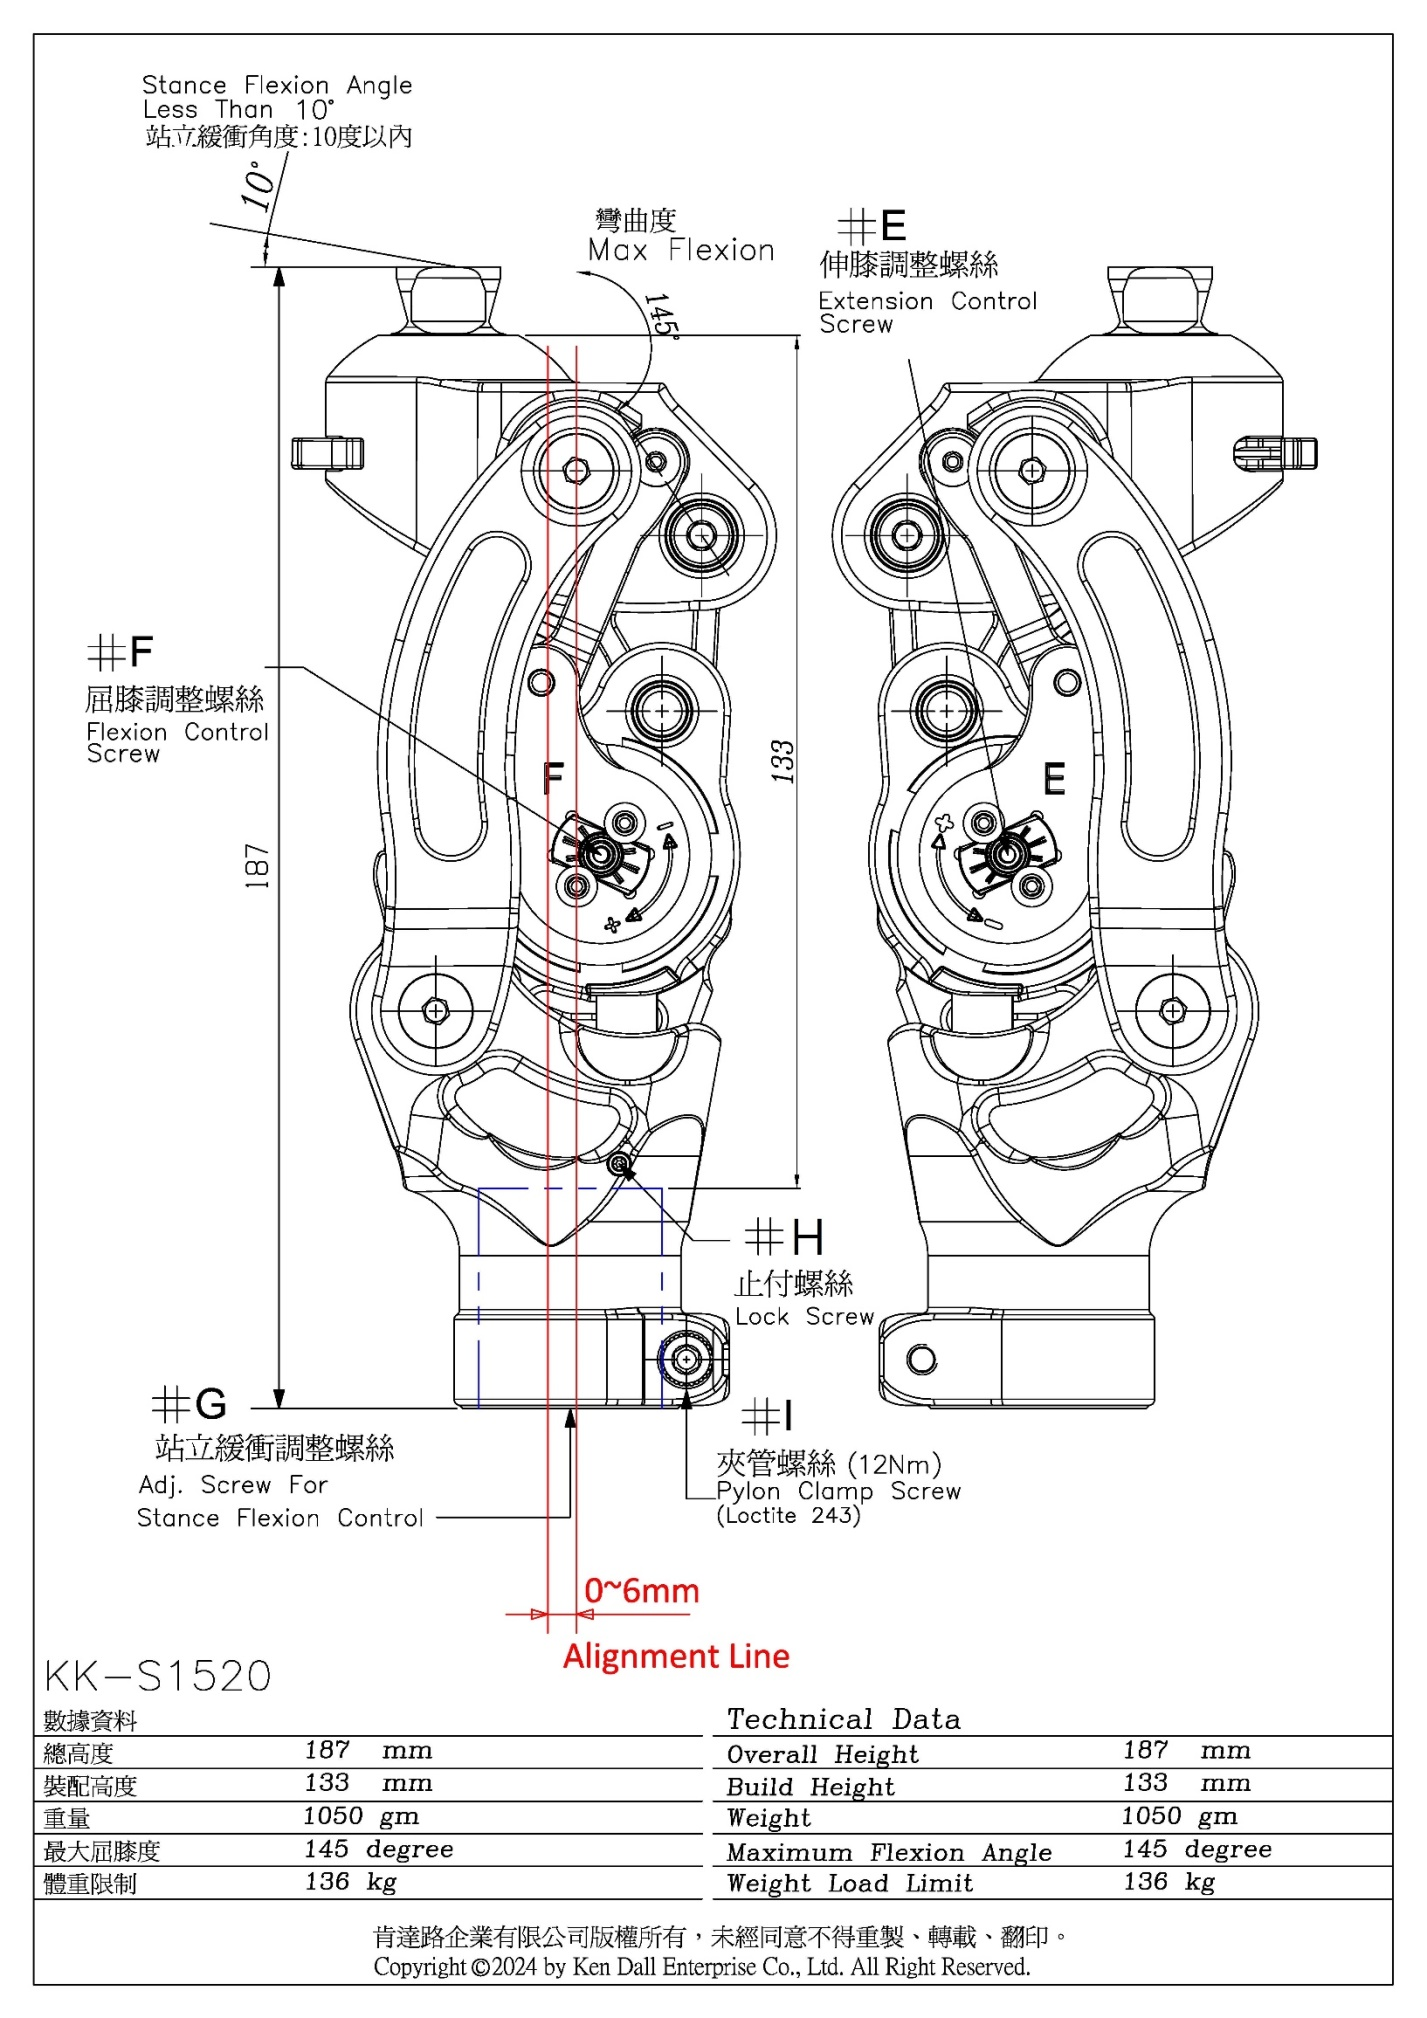 Stance Flexion Angle
Less Than 10°
站立緩衝角度:10度以內
10°
彎曲度
Max Flexion
145°
#E
伸膝調整螺絲
Extension Control
Screw
#F
屈膝調整螺絲
Flexion Control
Screw
F
E
133
187
#H
止付螺絲
Lock Screw
#G
站立緩衝調整螺絲
Adj. Screw For
Stance Flexion Control
#I
夾管螺絲 (12Nm)
Pylon Clamp Screw
(Loctite 243)
0~6mm
Alignment Line
KK-S1520
數據資料
總高度 187 mm
裝配高度 133 mm
重量 1050 gm
最大屈膝度 145 degree
體重限制 136 kg
Technical Data
Overall Height 187 mm
Build Height 133 mm
Weight 1050 gm
Maximum Flexion Angle 145 degree
Weight Load Limit 136 kg
肯達路企業有限公司版權所有，未經同意不得重製、轉載、翻印。
Copyright ©2024 by Ken Dall Enterprise Co., Ltd. All Right Reserved.